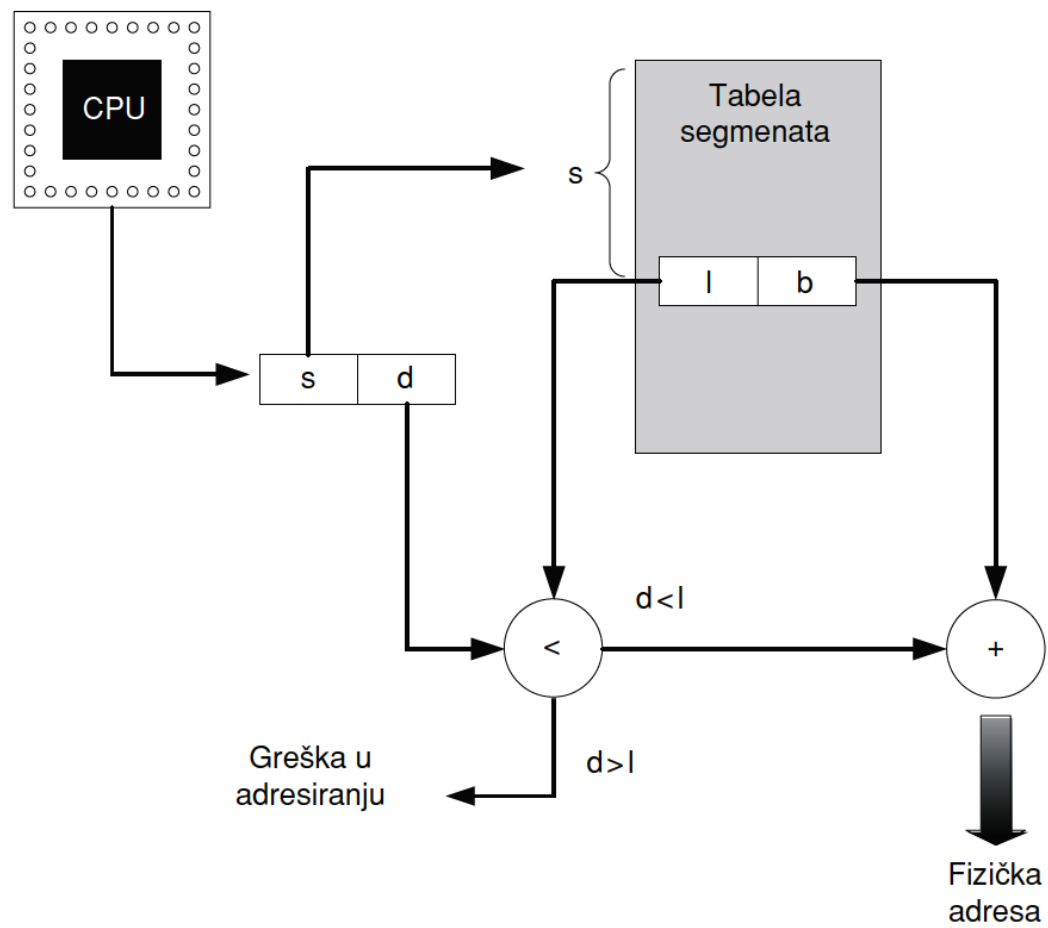 CPU
Tabela
segmenata
s
l b
s d
d<l
<
+
d>l
Greška u
adresiranju
Fizička
adresa